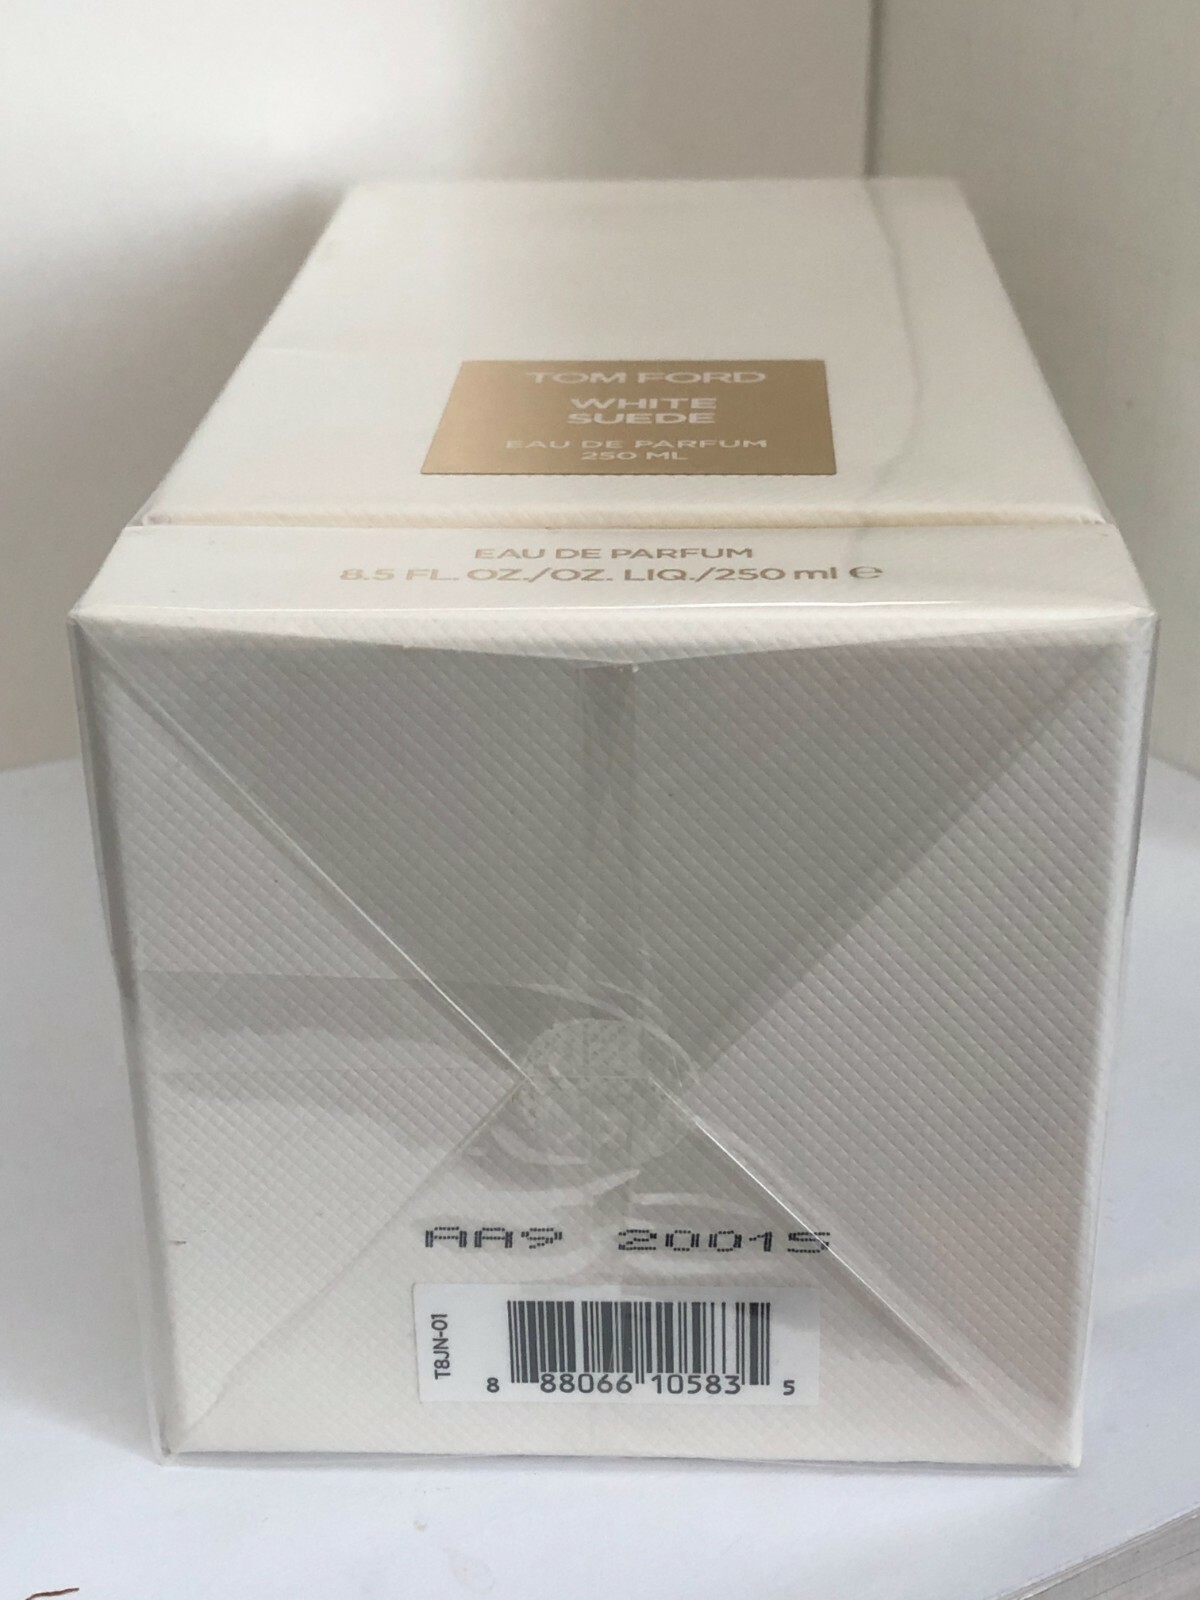 TOM FORD
WHITE
SUEDE
EAU DE PARFUM
250 ML
EAU DE PARFUM
8.5 FL. OZ./OZ. LIQ./250 ml ℮
AA9 20015
T8JN-01
8 88066 10583 5